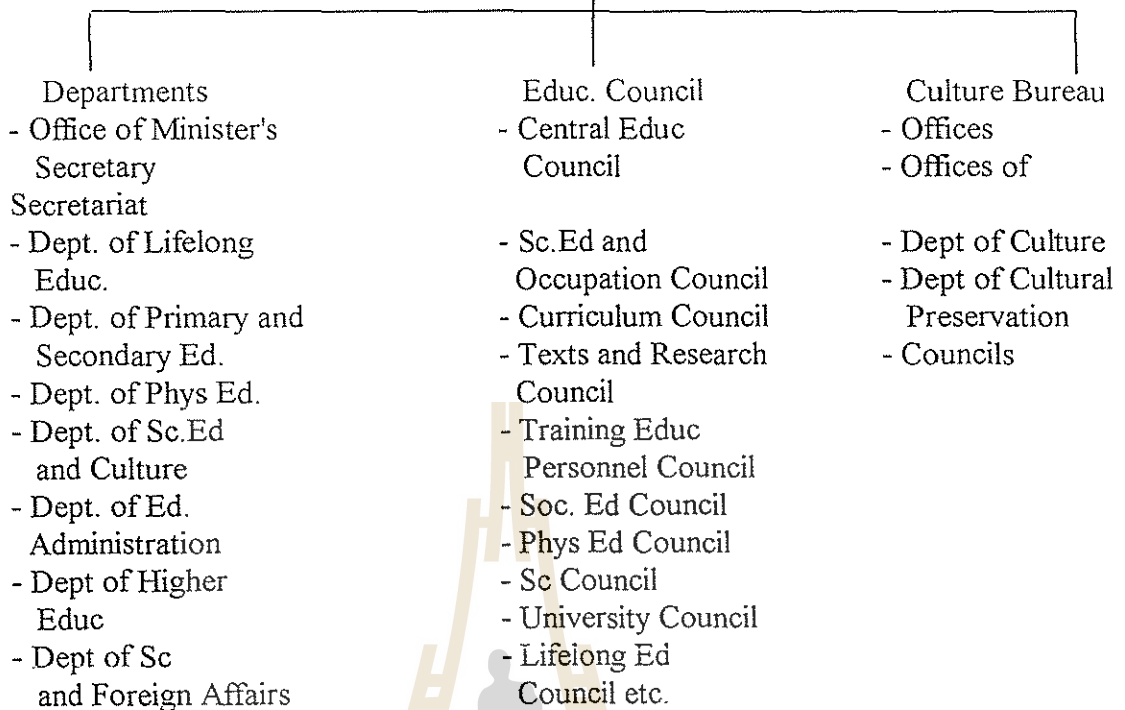 Departments
- Office of Minister's
Secretary
Secretariat
- Dept. of Lifelong
Educ.
- Dept. of Primary and
Secondary Ed.
- Dept. of Phys Ed.
- Dept. of Sc.Ed
and Culture
- Dept. of Ed.
Administration
- Dept of Higher
Educ
- Dept of Sc
and Foreign Affairs
Educ. Council
- Central Educ
Council
- Sc.Ed and
Occupation Council
- Curriculum Council
- Texts and Research
Council
- Training Educ
Personnel Council
- Soc. Ed Council
- Phys Ed Council
- Sc Council
- University Council
- Lifelong Ed
Council etc.
Culture Bureau
- Offices
- Offices of
- Dept of Culture
- Dept of Cultural
Preservation
- Councils